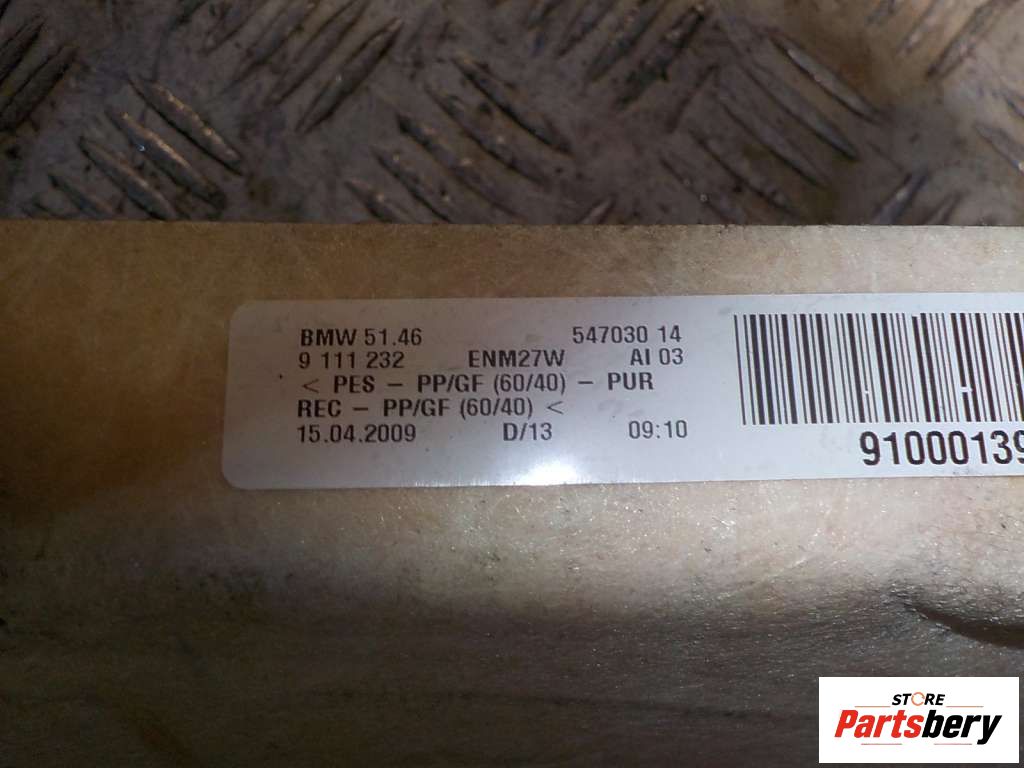 BMW 51.46 547030 14
9 111 232 ENM27W AI 03
< PES – PP/GF (60/40) – PUR
REC – PP/GF (60/40) <
15.04.2009 D/13 09:10
91000139
STORE
Partsbery